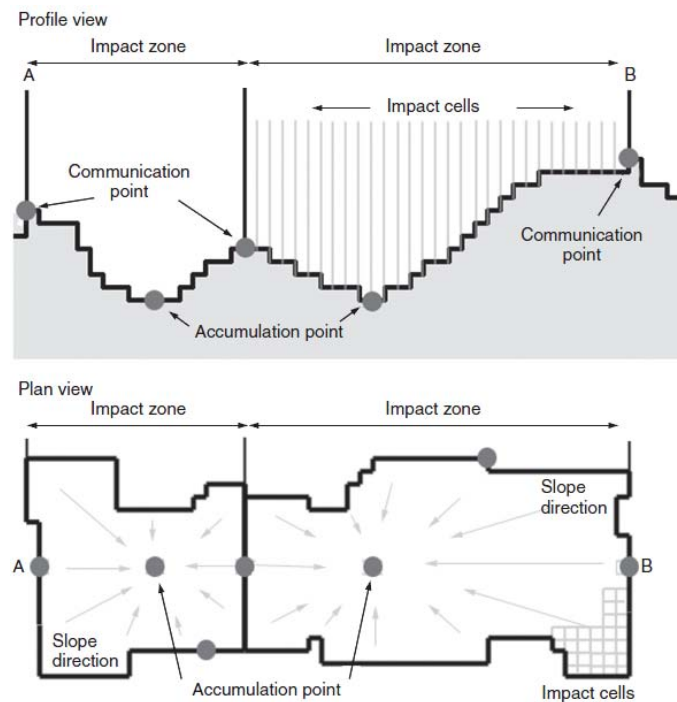 Profile view
Impact zone
Impact zone
A
B
Impact cells
Communication
point
Communication
point
Accumulation point
Plan view
Impact zone
Impact zone
Slope
direction
A
B
Slope
direction
Accumulation point
Impact cells